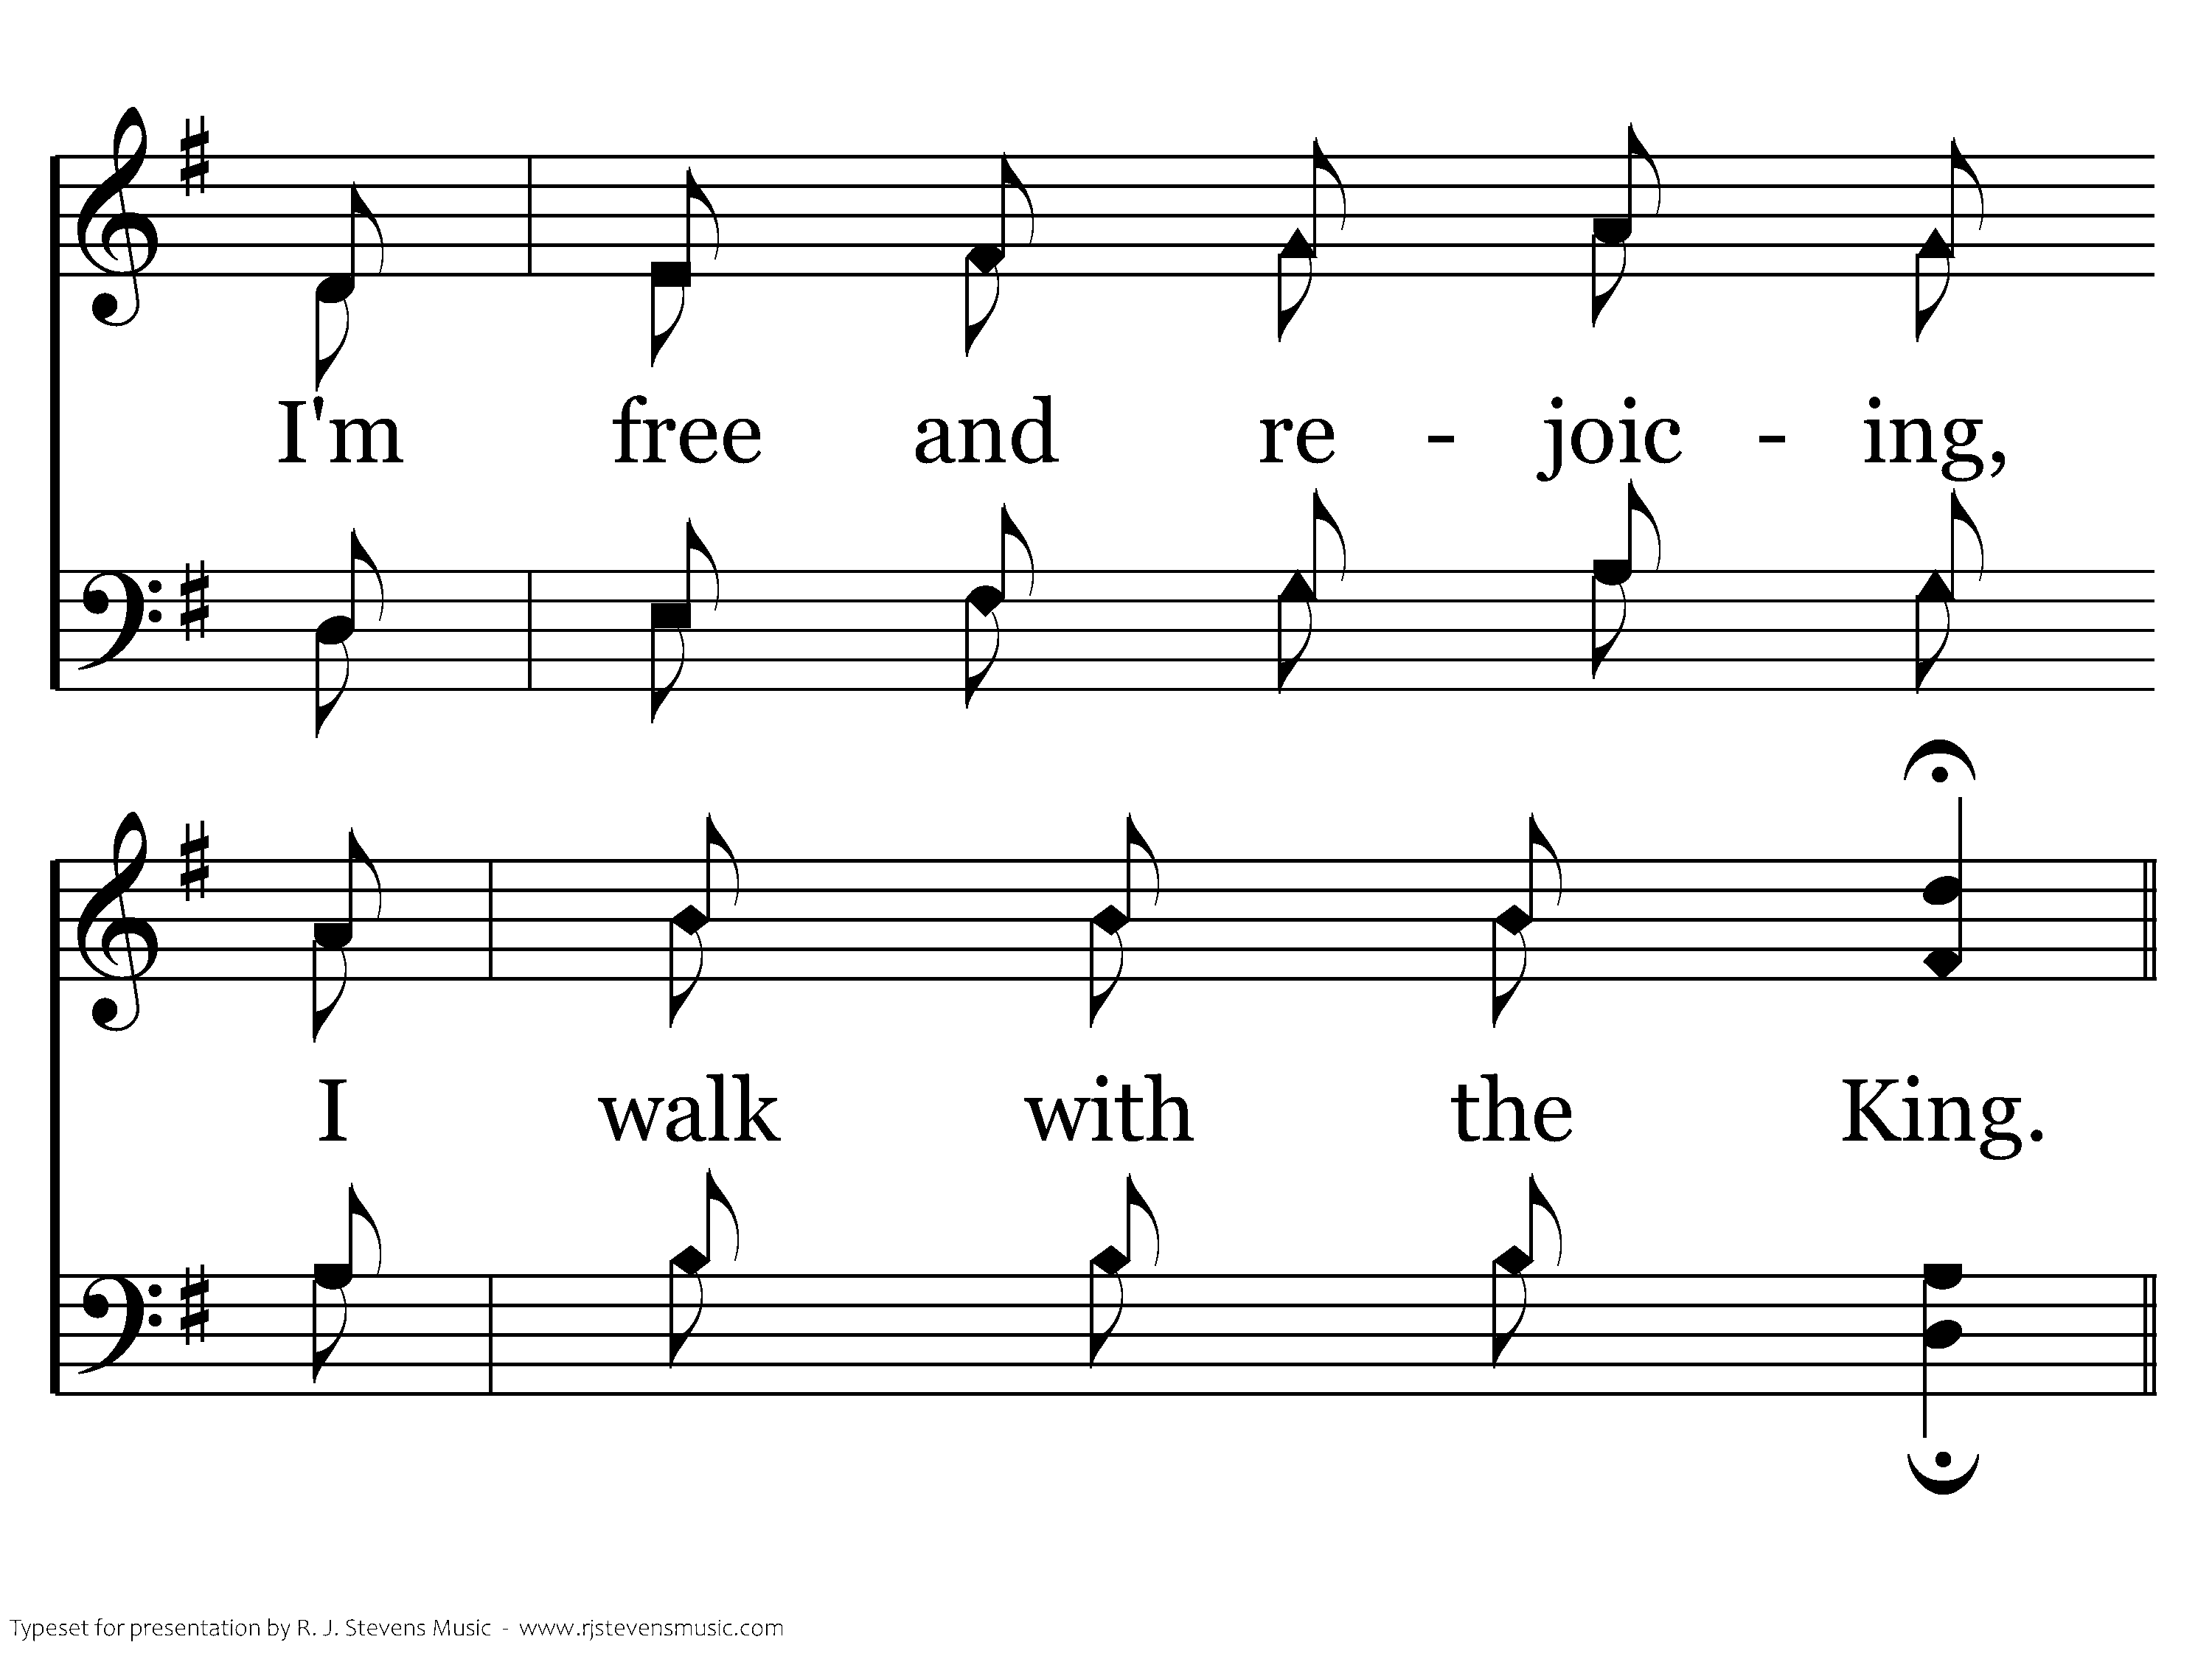 I'm free and re - joic - ing,
I walk with the King.
Typeset for presentation by R. J. Stevens Music - www.rjstevensmusic.com